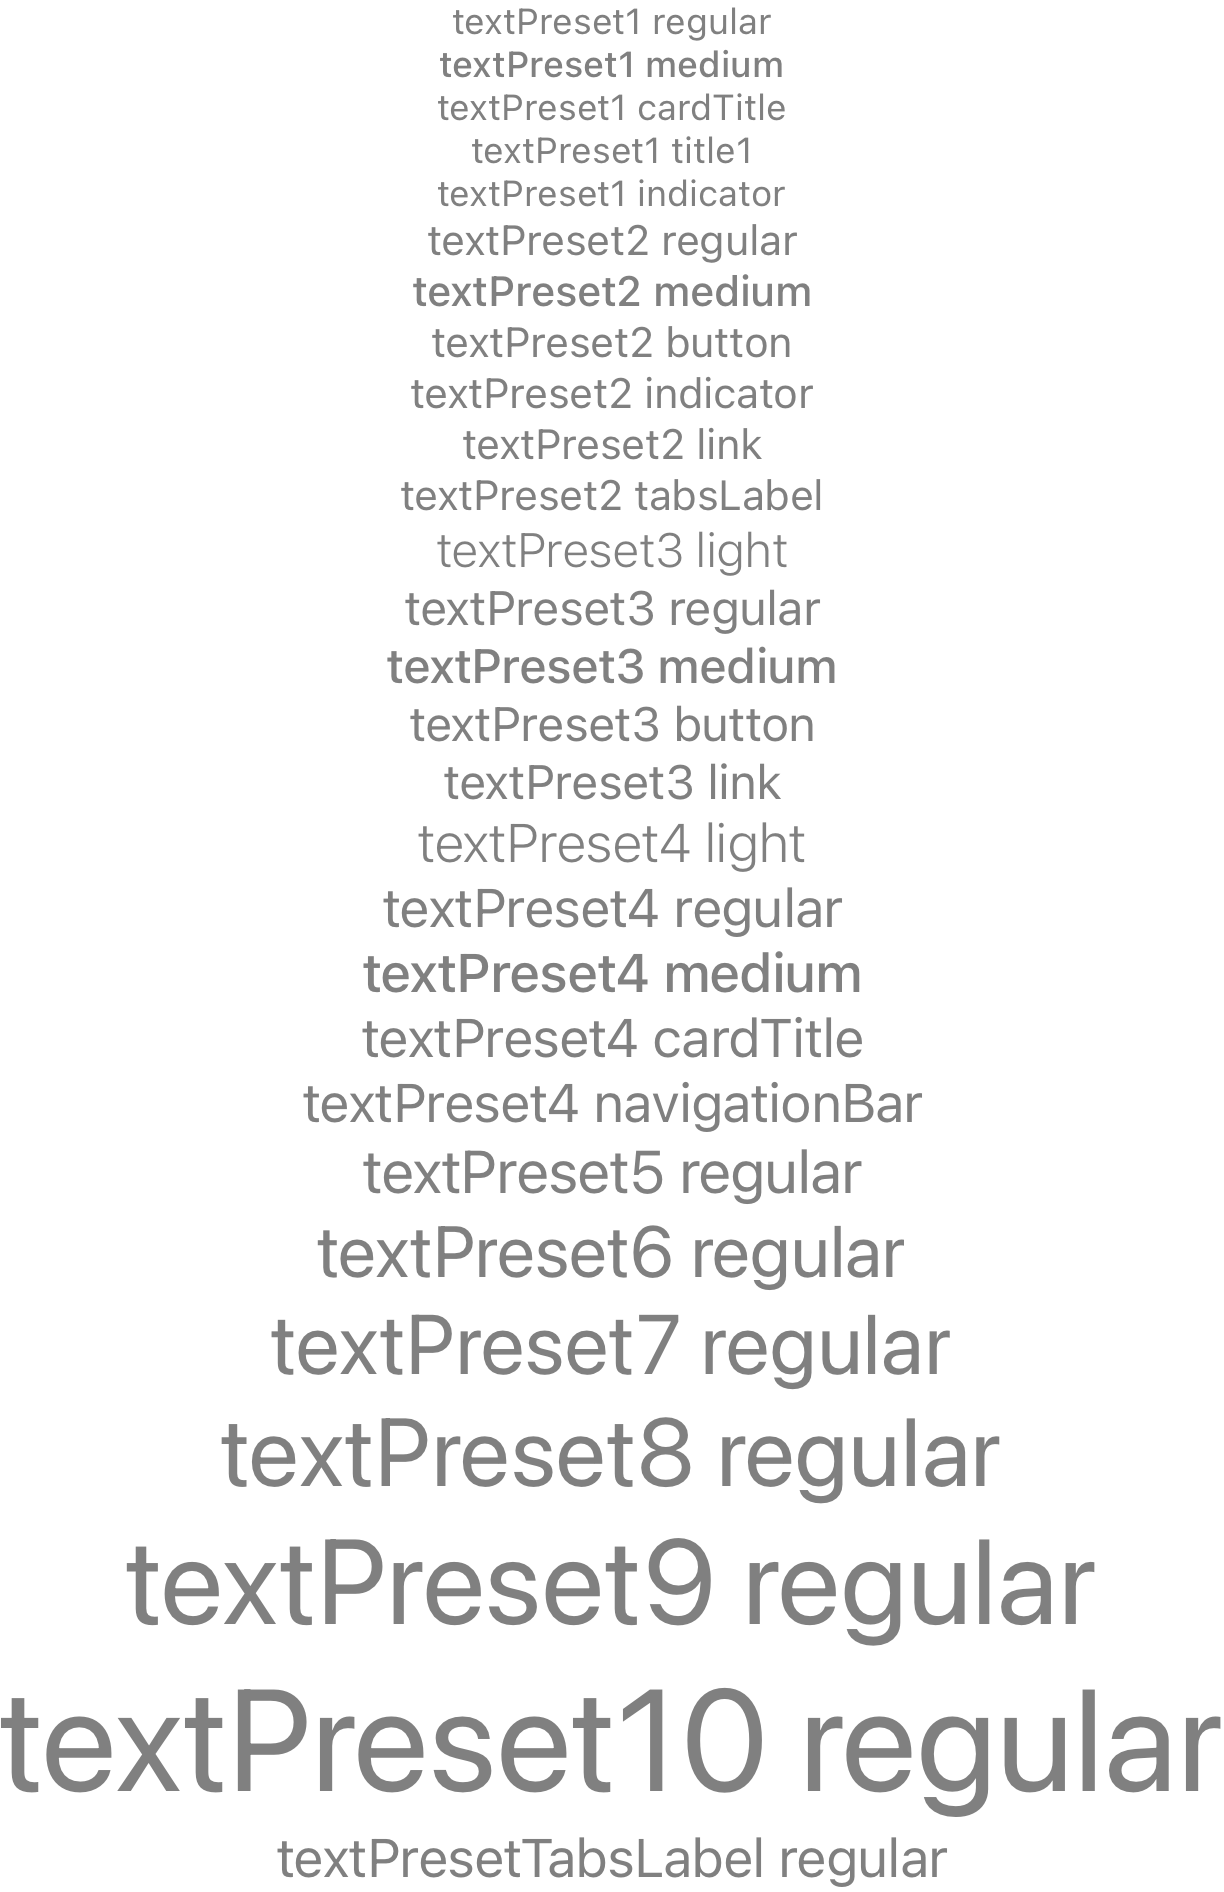 textPreset1 regular
textPreset1 medium
textPreset1 cardTitle
textPreset1 title1
textPreset1 indicator
textPreset2 regular
textPreset2 medium
textPreset2 button
textPreset2 indicator
textPreset2 link
textPreset2 tabsLabel
textPreset3 light
textPreset3 regular
textPreset3 medium
textPreset3 button
textPreset3 link
textPreset4 light
textPreset4 regular
textPreset4 medium
textPreset4 cardTitle
textPreset4 navigationBar
textPreset5 regular
textPreset6 regular
textPreset7 regular
textPreset8 regular
textPreset9 regular
textPreset10 regular
textPresetTabsLabel regular